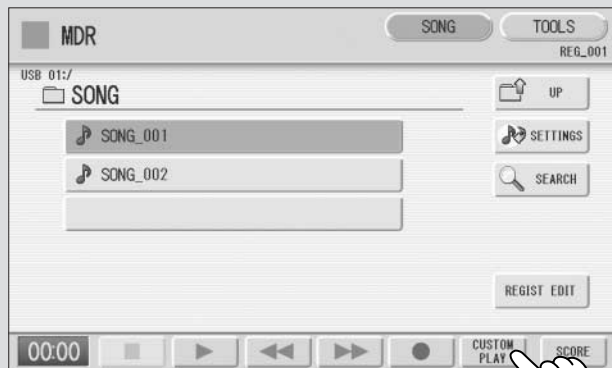 MDR
SONG
TOOLS
REG_001
USB 01:/
SONG
UP
SONG_001
SETTINGS
SONG_002
SEARCH
REGIST EDIT
00:00
CUSTOM
PLAY
SCORE